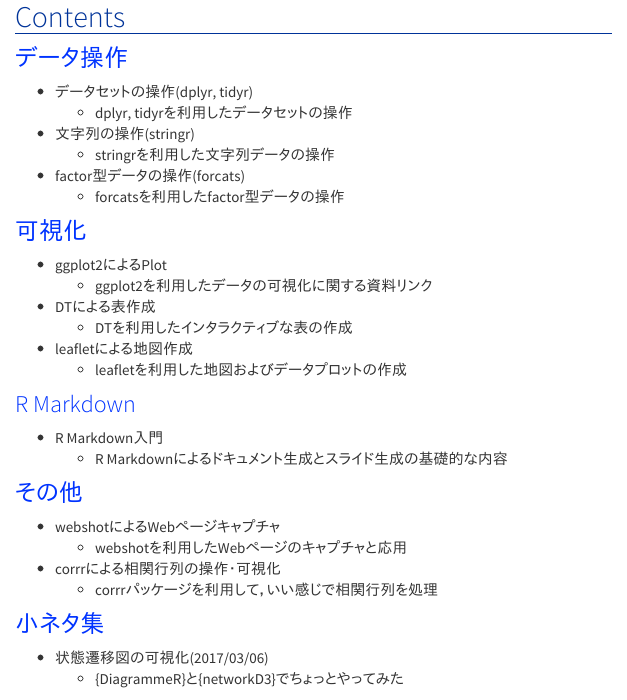 Contents
データ操作
データセットの操作(dplyr, tidyr)
dplyr, tidyrを利用したデータセットの操作
文字列の操作(stringr)
stringrを利用した文字列データの操作
factor型データの操作(forcats)
forcatsを利用したfactor型データの操作
可視化
ggplot2によるPlot
ggplot2を利用したデータの可視化に関する資料リンク
DTによる表作成
DTを利用したインタラクティブな表の作成
leafletによる地図作成
leafletを利用した地図およびデータプロットの作成
R Markdown
R Markdown入門
R Markdownによるドキュメント生成とスライド生成の基礎的な内容
その他
webshotによるWebページキャプチャ
webshotを利用したWebページのキャプチャと応用
corrrによる相関行列の操作･可視化
corrrパッケージを利用して，いい感じで相関行列を処理
小ネタ集
状態遷移図の可視化(2017/03/06)
{DiagrammeR}と{networkD3}でちょっとやってみた